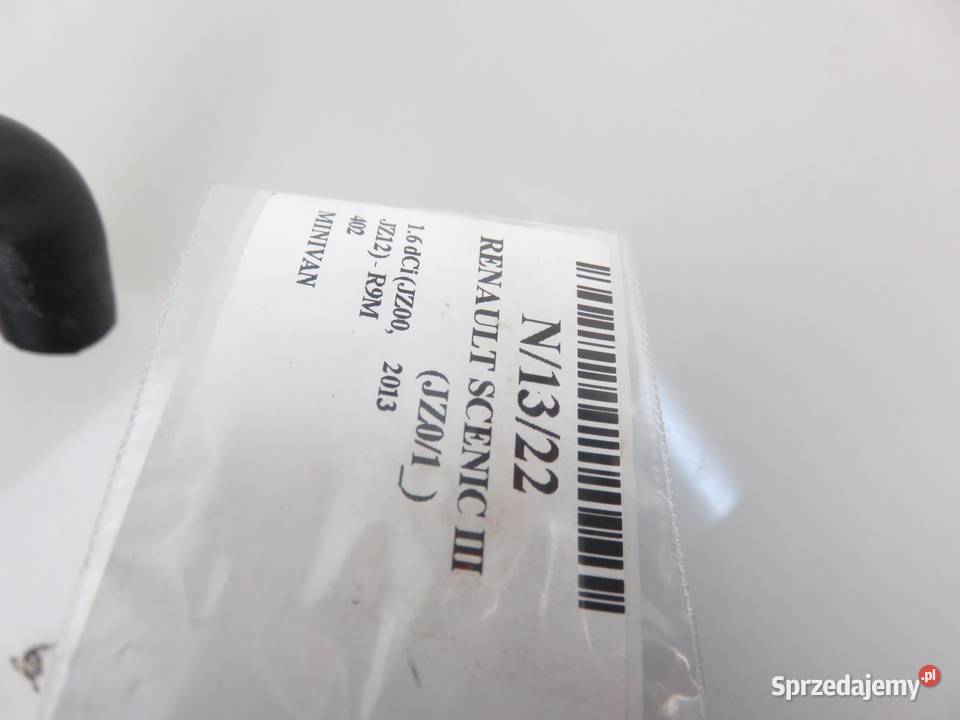 N/13/22
RENAULT SCENIC III
(JZ0/1_)
1.6 dCi (JZ00, 2013
JZ12) - R9M
402
MINIVAN
Sprzedajemy.pl